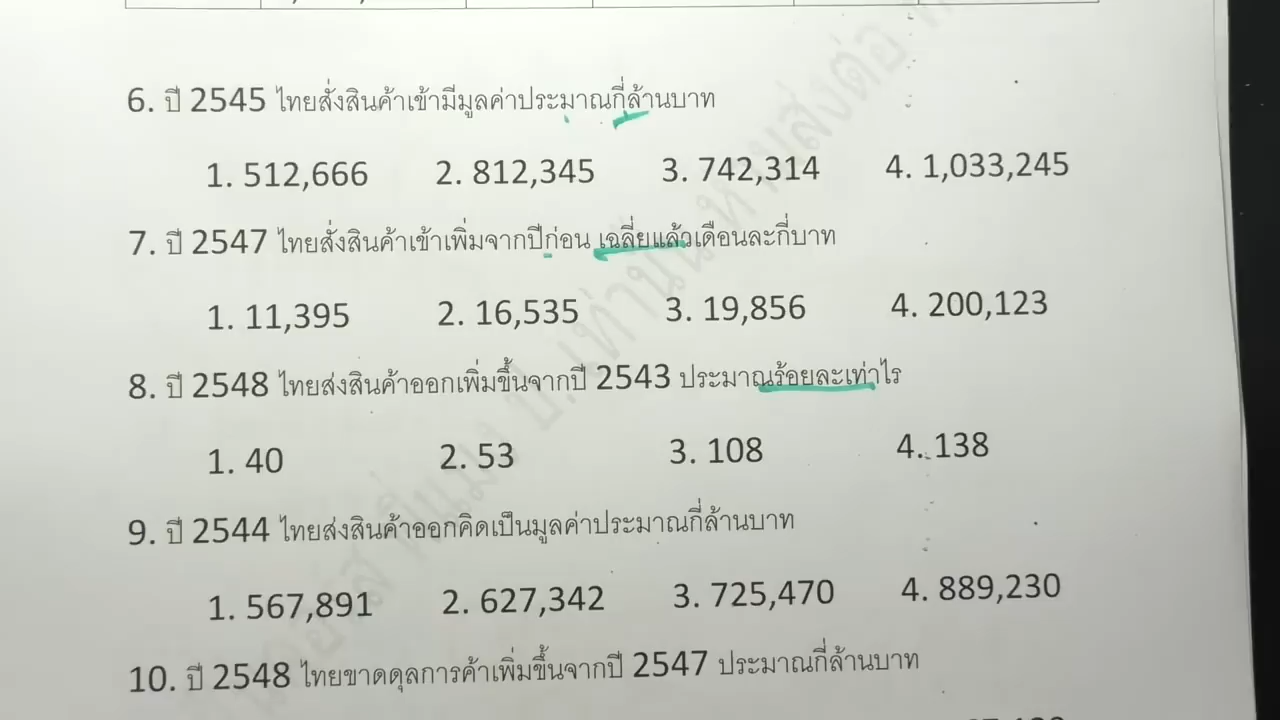 6. ปี 2545 ไทยสั่งสินค้าเข้ามีมูลค่าประมาณกี่ล้านบาท
1. 512,666 2. 812,345 3. 742,314 4. 1,033,245
7. ปี 2547 ไทยสั่งสินค้าเข้าเพิ่มจากปีก่อน เฉลี่ยแล้วเดือนละกี่บาท
1. 11,395 2. 16,535 3. 19,856 4. 200,123
8. ปี 2548 ไทยส่งสินค้าออกเพิ่มขึ้นจากปี 2543 ประมาณร้อยละเท่าไร
1. 40 2. 53 3. 108 4. 138
9. ปี 2544 ไทยส่งสินค้าออกคิดเป็นมูลค่าประมาณกี่ล้านบาท
1. 567,891 2. 627,342 3. 725,470 4. 889,230
10. ปี 2548 ไทยขาดดุลการค้าเพิ่มขึ้นจากปี 2547 ประมาณกี่ล้านบาท